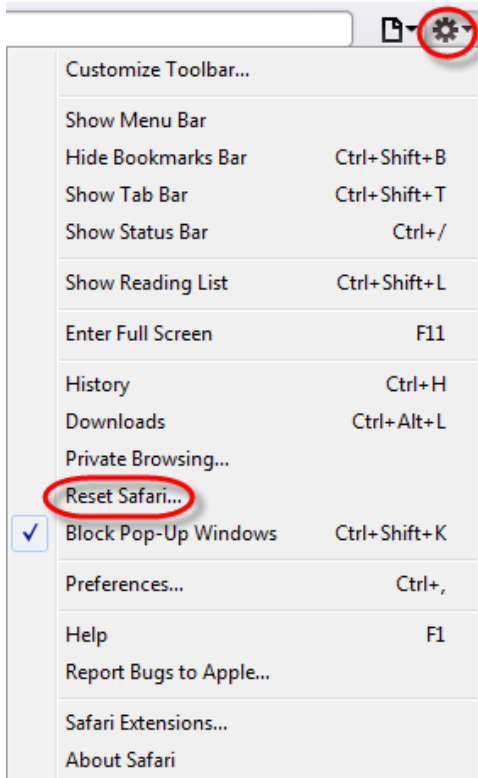 Customize Toolbar...
Show Menu Bar
Hide Bookmarks Bar Ctrl+Shift+B
Show Tab Bar Ctrl+Shift+T
Show Status Bar Ctrl+/
Show Reading List Ctrl+Shift+L
Enter Full Screen F11
History Ctrl+H
Downloads Ctrl+Alt+L
Private Browsing...
Reset Safari...
Block Pop-Up Windows Ctrl+Shift+K
Preferences... Ctrl+,
Help F1
Report Bugs to Apple...
Safari Extensions...
About Safari